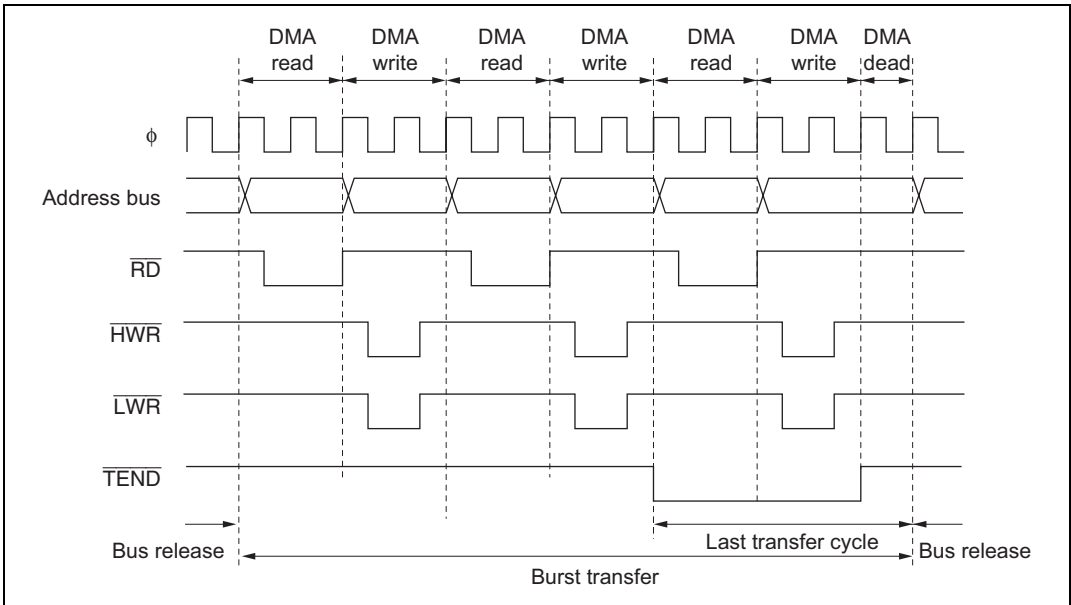 DMA DMA DMA DMA DMA DMA DMA
read write read write read write dead
ϕ
Address bus
RD
HWR
LWR
TEND
Last transfer cycle
Bus release Bus release
Burst transfer